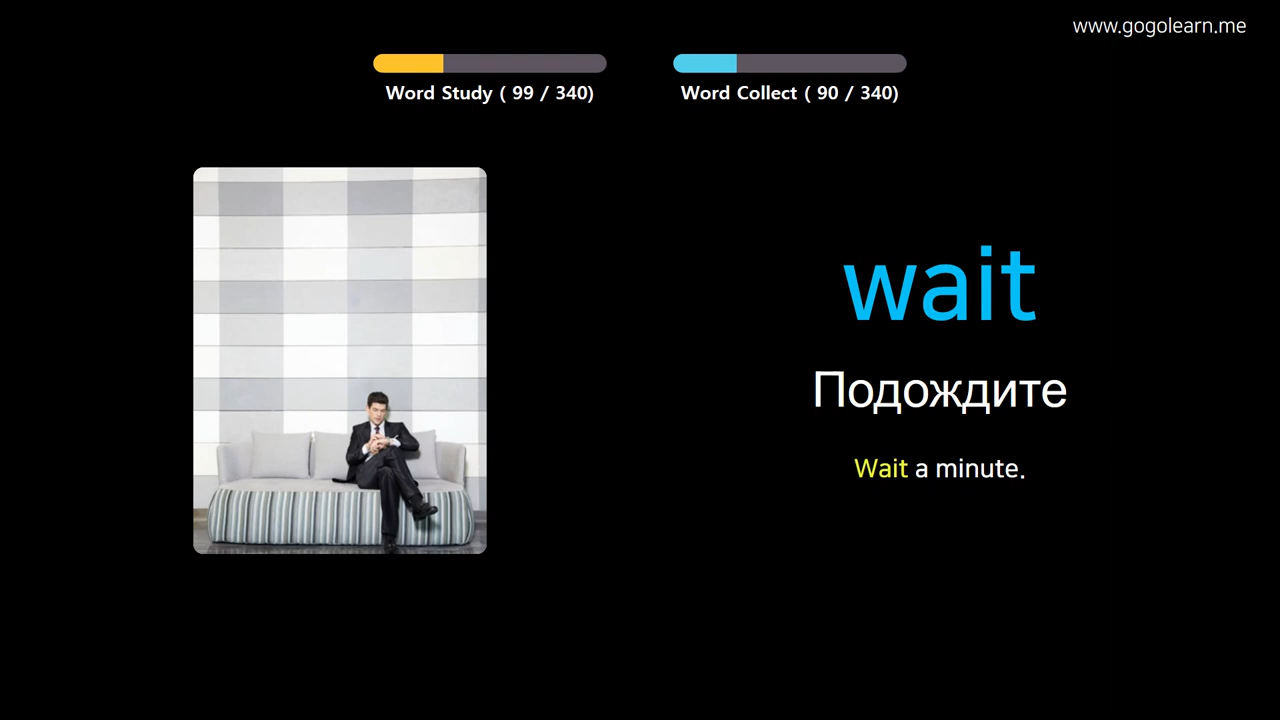 www.gogolearn.me
Word Study ( 99 / 340)
Word Collect ( 90 / 340)
wait
Подождите
Wait a minute.